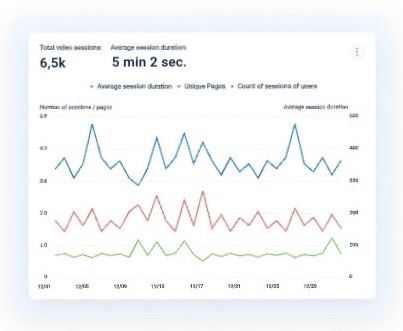 Total video sessions:
Average session duration:
6,5k
5 min 2 sec.
Average session duration
Unique Pages
Count of sessions of users
Number of sessions / pages
Average session duration
5.0
500
4.0
400
3.0
300
2.0
200
1.0
100
0
0
12/01
12/05
12/09
12/13
12/17
12/21
12/25
12/29